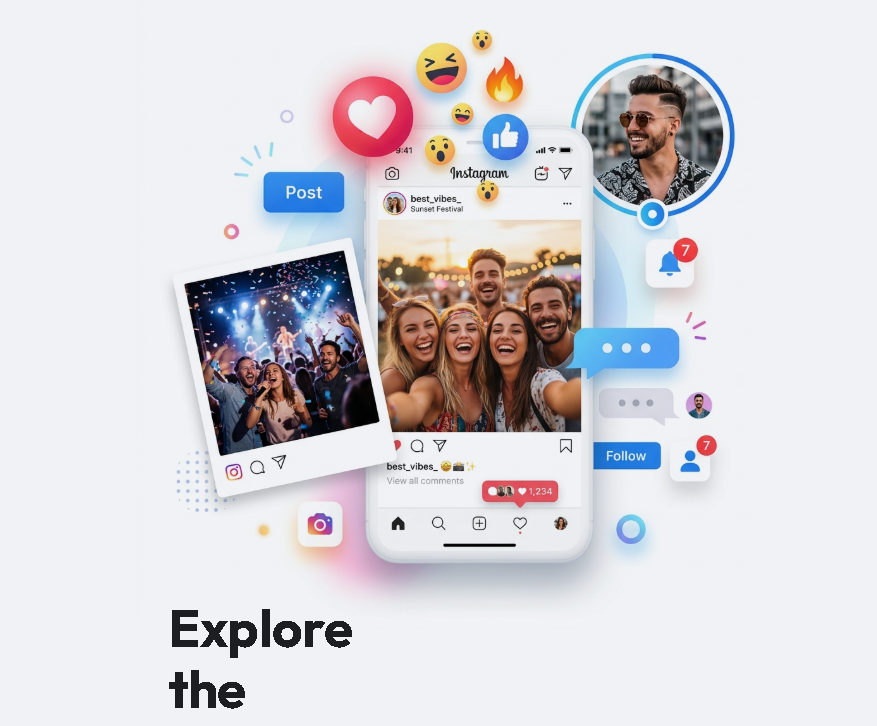 9:41
Instagram
Post
best_vibes_
Sunset Festival
7
Follow
7
best_vibes_
View all comments
1,234
Explore
the